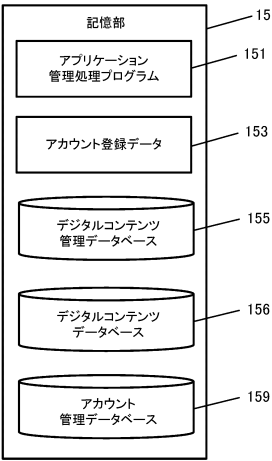 記憶部
15
アプリケーション
管理処理プログラム
151
アカウント登録データ
153
デジタルコンテンツ
管理データベース
155
デジタルコンテンツ
データベース
156
アカウント
管理データベース
159